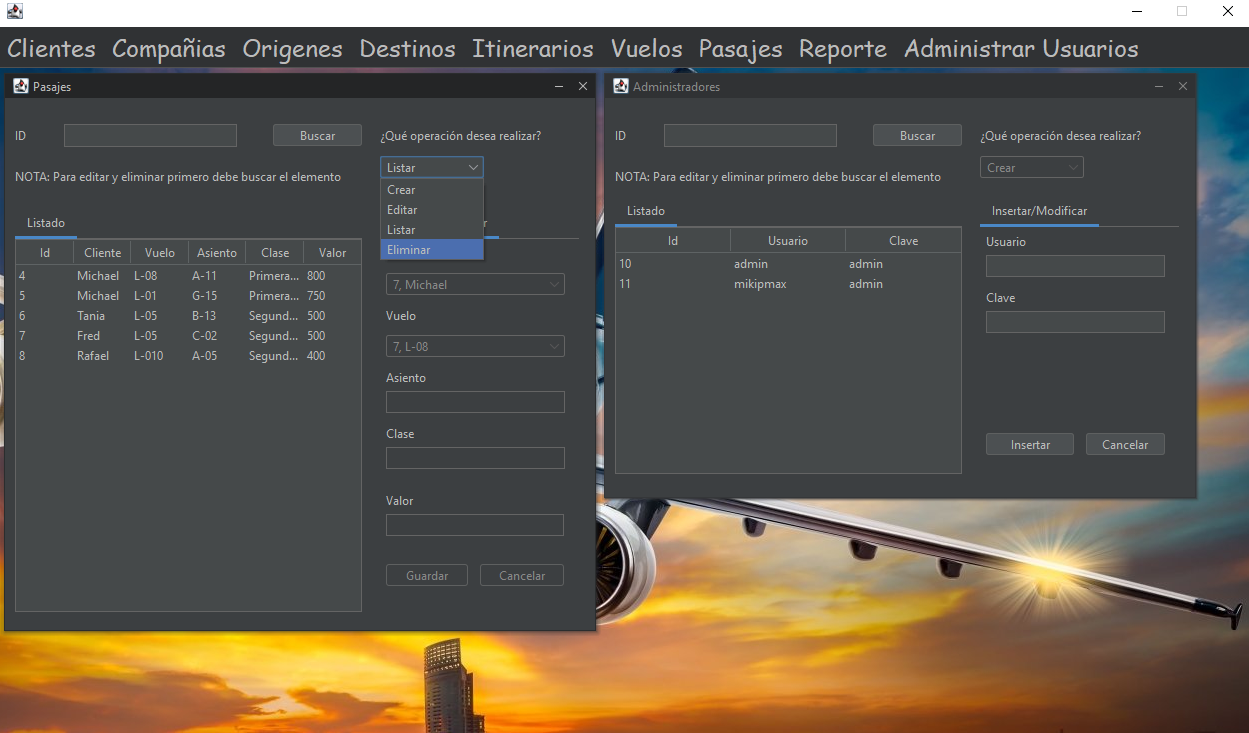 Clientes Compañias Origenes Destinos Itinerarios Vuelos Pasajes Reporte Administrar Usuarios
Pasajes
ID
Buscar
¿Qué operación desea realizar?
Listar
NOTA: Para editar y eliminar primero debe buscar el elemento
Crear
Editar
Listar
Eliminar
Listado
r
Id Cliente Vuelo Asiento Clase Valor
4 Michael L-08 A-11 Primera... 800
5 Michael L-01 G-15 Primera... 750
6 Tania L-05 B-13 Segund... 500
7 Fred L-05 C-02 Segund... 500
8 Rafael L-010 A-05 Segund... 400
7, Michael
Vuelo
7, L-08
Asiento
Clase
Valor
Guardar Cancelar
Administradores
ID
Buscar
¿Qué operación desea realizar?
Crear
NOTA: Para editar y eliminar primero debe buscar el elemento
Listado
Id Usuario Clave
10 admin admin
11 mikipmax admin
Insertar/Modificar
Usuario
Clave
Insertar Cancelar